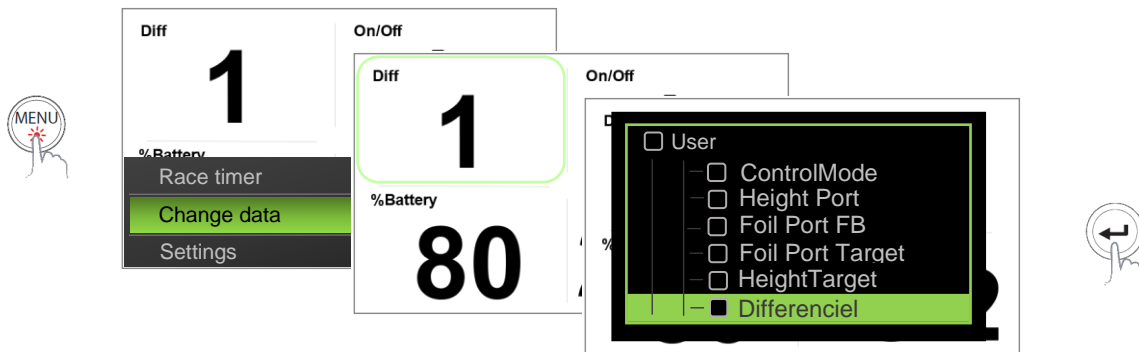 MENU
Diff
On/Off
1
%Battery
Race timer
Change data
Settings
Diff
On/Off
1
%Battery
80
User
ControlMode
Height Port
Foil Port FB
Foil Port Target
HeightTarget
Differenciel